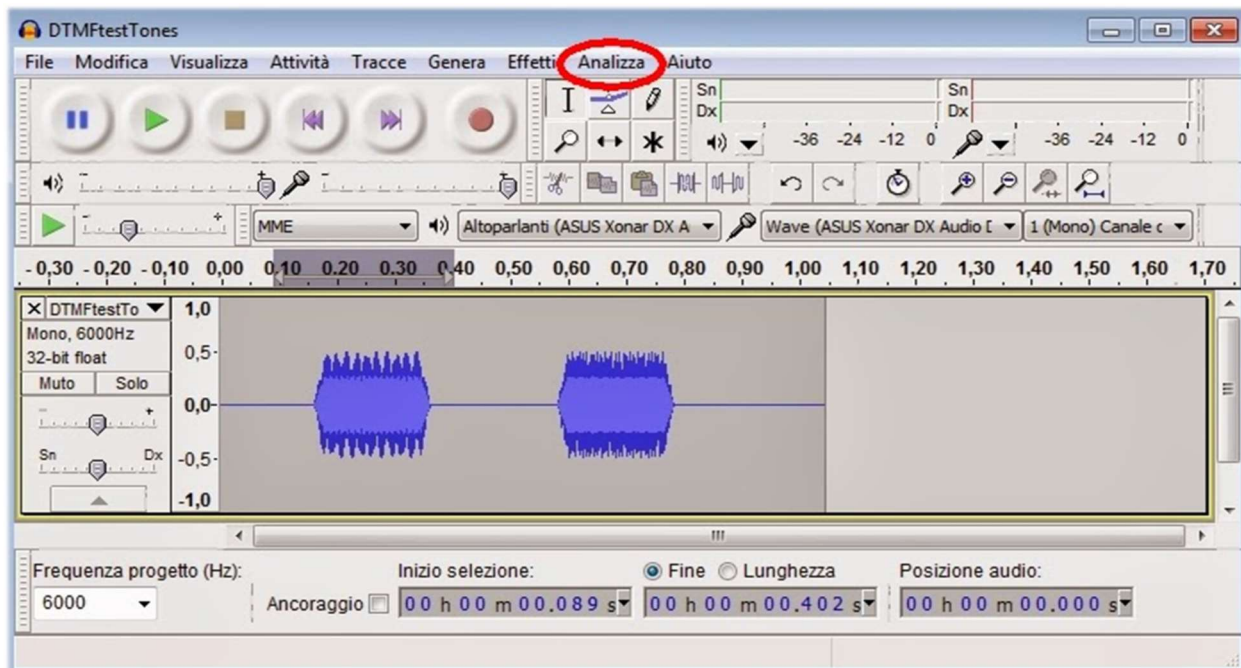 DTMFtestTones
File Modifica Visualizza Attività Tracce Genera Effetti Analizza Aiuto
Sn
Dx
-36 -24 -12 0
Sn
Dx
-36 -24 -12 0
MME
Altoparlanti (ASUS Xonar DX A
Wave (ASUS Xonar DX Audio D
1 (Mono) Canale c
- 0,30 - 0,20 - 0,10 0,00 0,10 0,20 0,30 0,40 0,50 0,60 0,70 0,80 0,90 1,00 1,10 1,20 1,30 1,40 1,50 1,60 1,70
DTMFtestTo
Mono, 6000Hz
32-bit float
Muto Solo
- +
Sn Dx
1,0
0,5-
0,0-
-0,5-
-1,0
Frequenza progetto (Hz): Inizio selezione: Fine Lunghezza Posizione audio:
6000 Ancoraggio 00 h 00 m 00.089 s 00 h 00 m 00.402 s 00 h 00 m 00.000 s